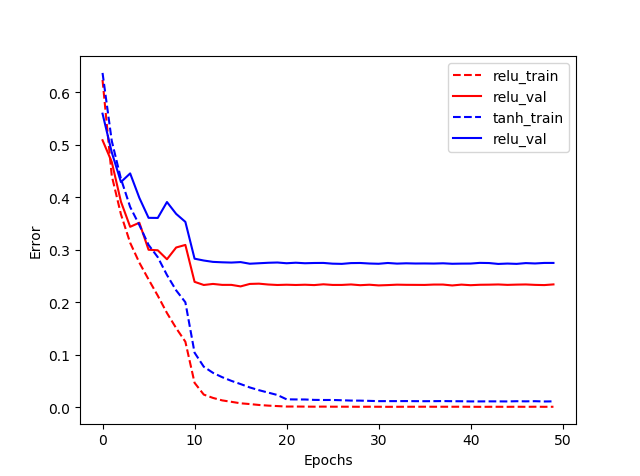 relu_train
relu_val
tanh_train
relu_val
Error
0.6
0.5
0.4
0.3
0.2
0.1
0.0
0 10 20 30 40 50
Epochs